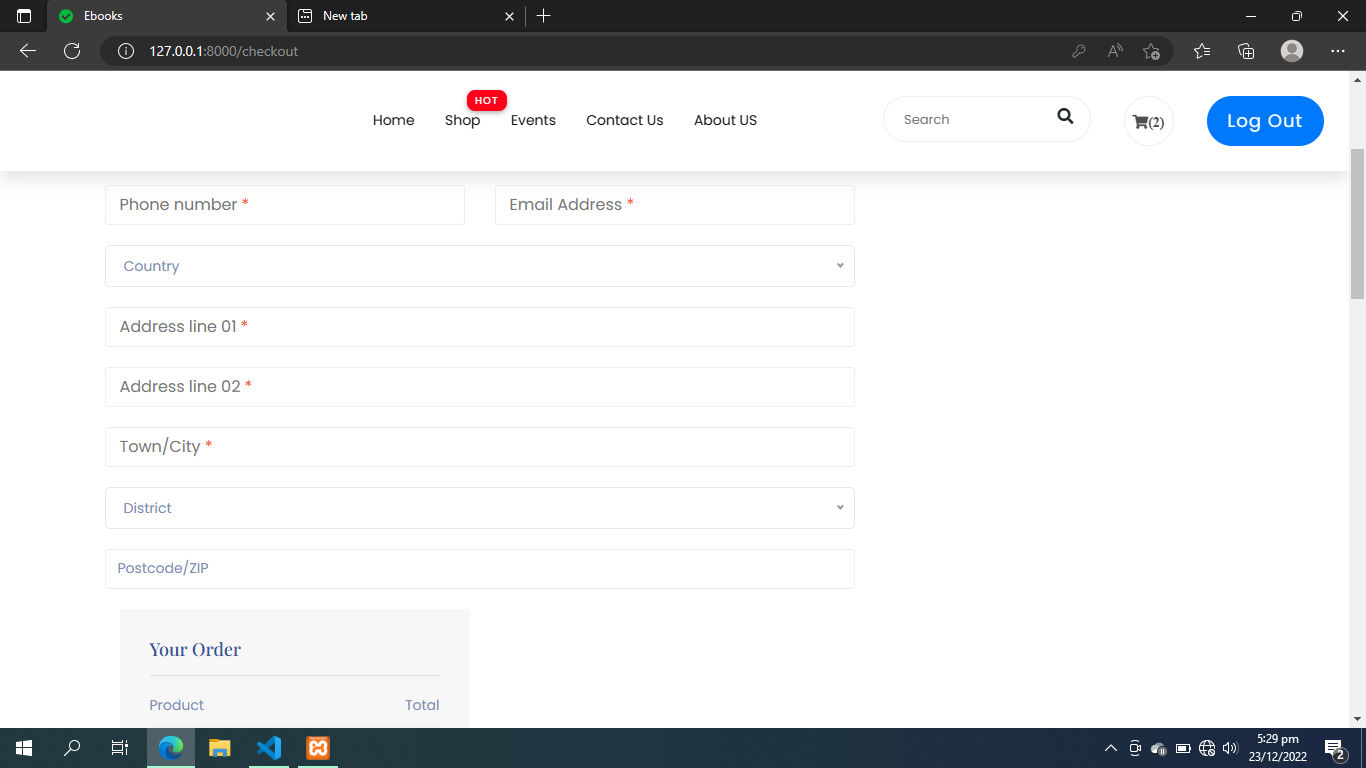 Ebooks
New tab
127.0.0.1:8000/checkout
HOT
Home Shop Events Contact Us About US Search (2) Log Out
Phone number * Email Address *
Country
Address line 01 *
Address line 02 *
Town/City *
District
Postcode/ZIP
Your Order
Product Total
5:29 pm
23/12/2022
2